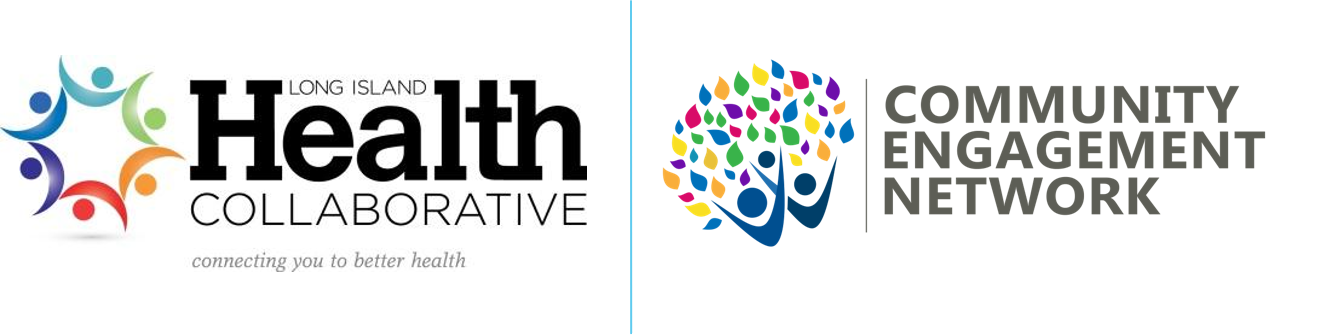 LONG ISLAND
Health
COLLABORATIVE
connecting you to better health
COMMUNITY
ENGAGEMENT
NETWORK